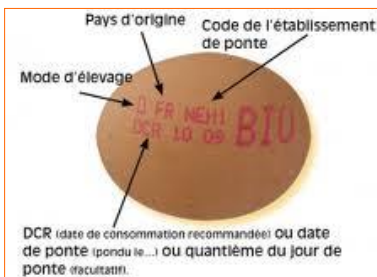 Pays d'origine
Code de l'établissement
de ponte
Mode d'élevage
0 FR NEH1
DCR 10 09 BIO
DCR (date de consommation recommandée) ou date
de ponte (pondu le...) ou quantième du jour de
ponte (facultatif).